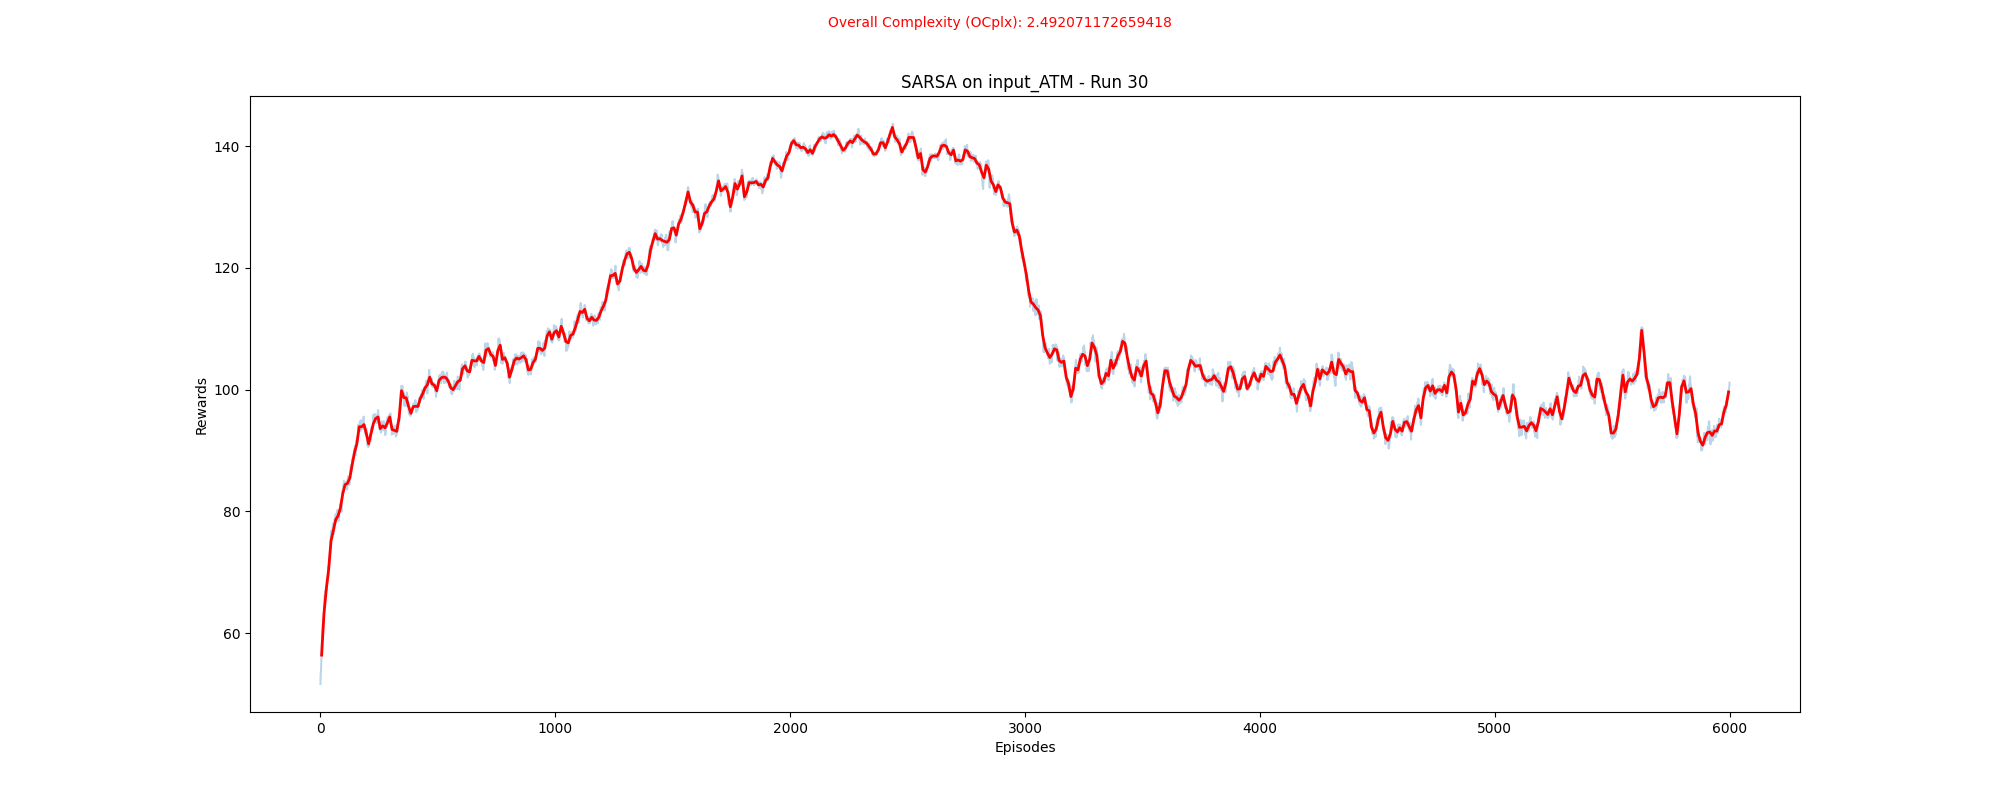 Overall Complexity (OCplx): 2.492071172659418
SARSA on input_ATM - Run 30
Rewards
140
120
100
80
60
0 1000 2000 3000 4000 5000 6000
Episodes